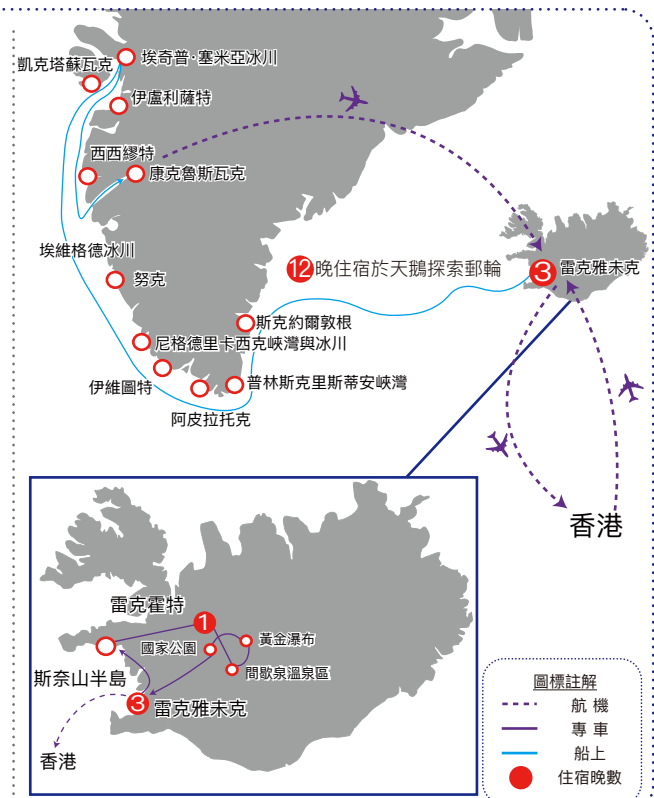 凱克塔蘇瓦克
埃奇普·塞米亞冰川
伊盧利薩特
西西繆特
康克魯斯瓦克
埃維格德冰川
努克
12晚住宿於天鵝探索郵輪
3
雷克雅未克
斯克約爾敦根
尼格德里卡西克峽灣與冰川
伊維圖特
普林斯克里斯蒂安峽灣
阿皮拉托克
香港
雷克霍特
1
國家公園
黃金瀑布
間歇泉溫泉區
斯奈山半島
3
雷克雅未克
香港
圖標註解
航機
專車
船上
住宿晚數